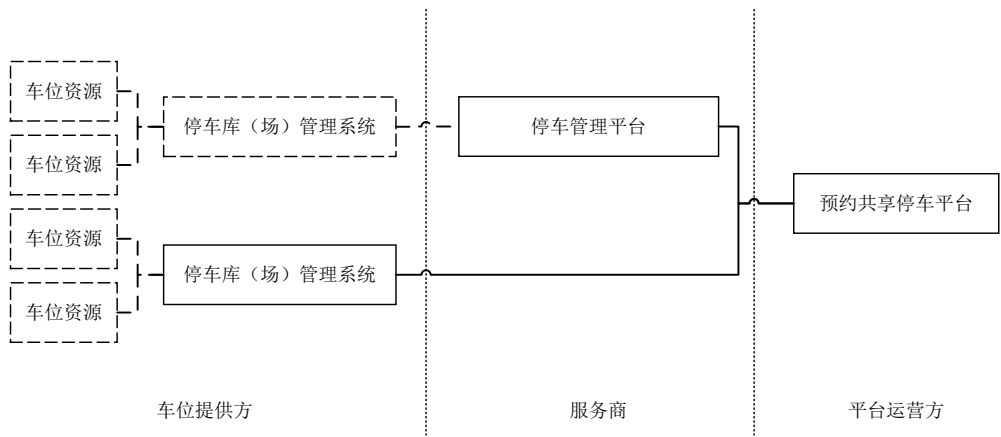 车位资源
停车库（场）管理系统
停车管理平台
车位资源
预约共享停车平台
车位资源
停车库（场）管理系统
车位资源
车位提供方
服务商
平台运营方